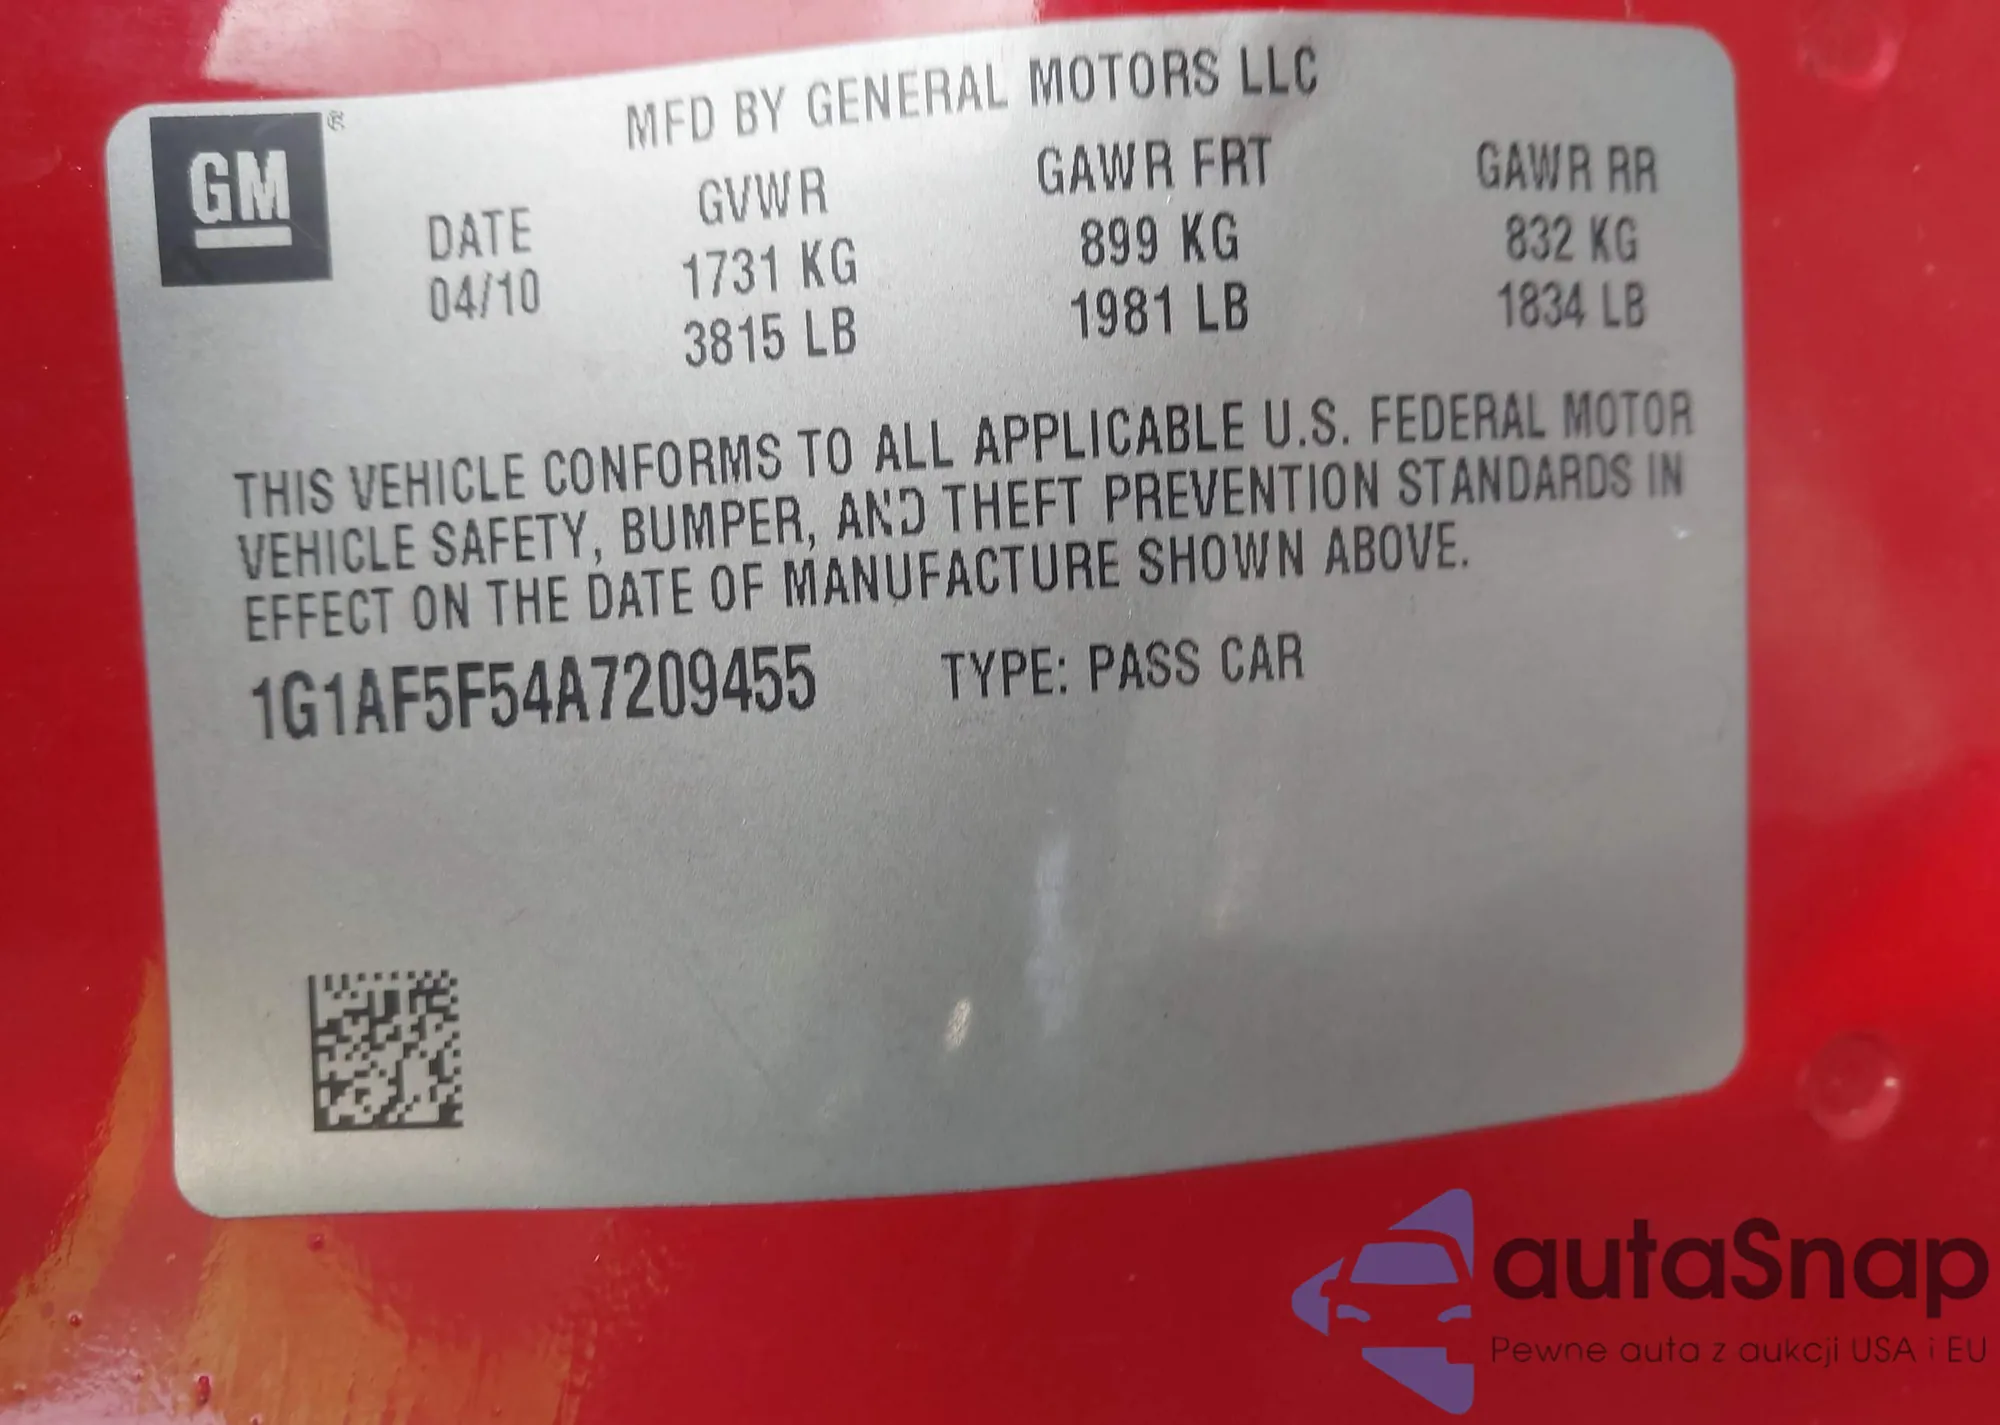 GM ®
MFD BY GENERAL MOTORS LLC
DATE GVWR GAWR FRT GAWR RR
04/10 1731 KG 899 KG 832 KG
3815 LB 1981 LB 1834 LB
THIS VEHICLE CONFORMS TO ALL APPLICABLE U.S. FEDERAL MOTOR
VEHICLE SAFETY, BUMPER, AND THEFT PREVENTION STANDARDS IN
EFFECT ON THE DATE OF MANUFACTURE SHOWN ABOVE.
1G1AF5F54A7209455 TYPE: PASS CAR
autaSnap
Pewne auta z aukcji USA i EU